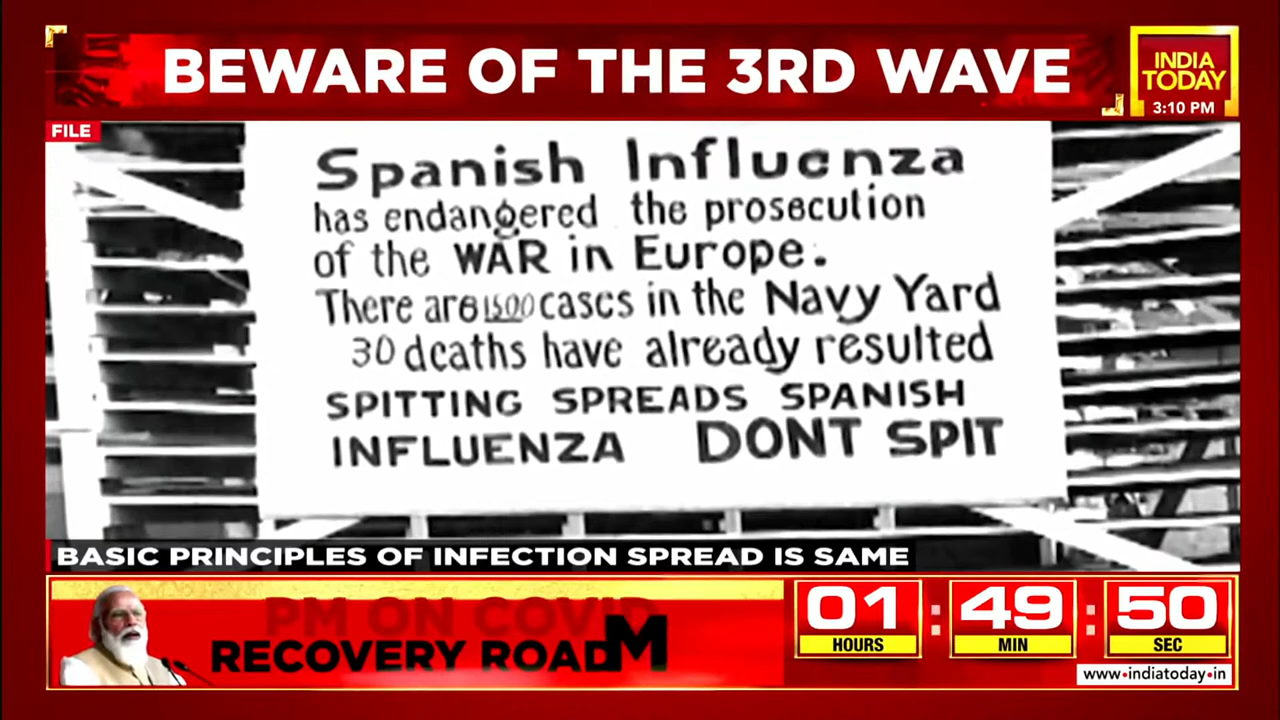 BEWARE OF THE 3RD WAVE
INDIA
TODAY
3:10 PM
FILE
Spanish Influenza
has endangered the prosecution
of the WAR in Europe.
There are 1500 cases in the Navy Yard
30 deaths have already resulted
SPITTING SPREADS SPANISH
INFLUENZA DONT SPIT
BASIC PRINCIPLES OF INFECTION SPREAD IS SAME
PM ON COVID
RECOVERY ROADM
01 : 49 : 50
HOURS MIN SEC
www.indiatoday.in